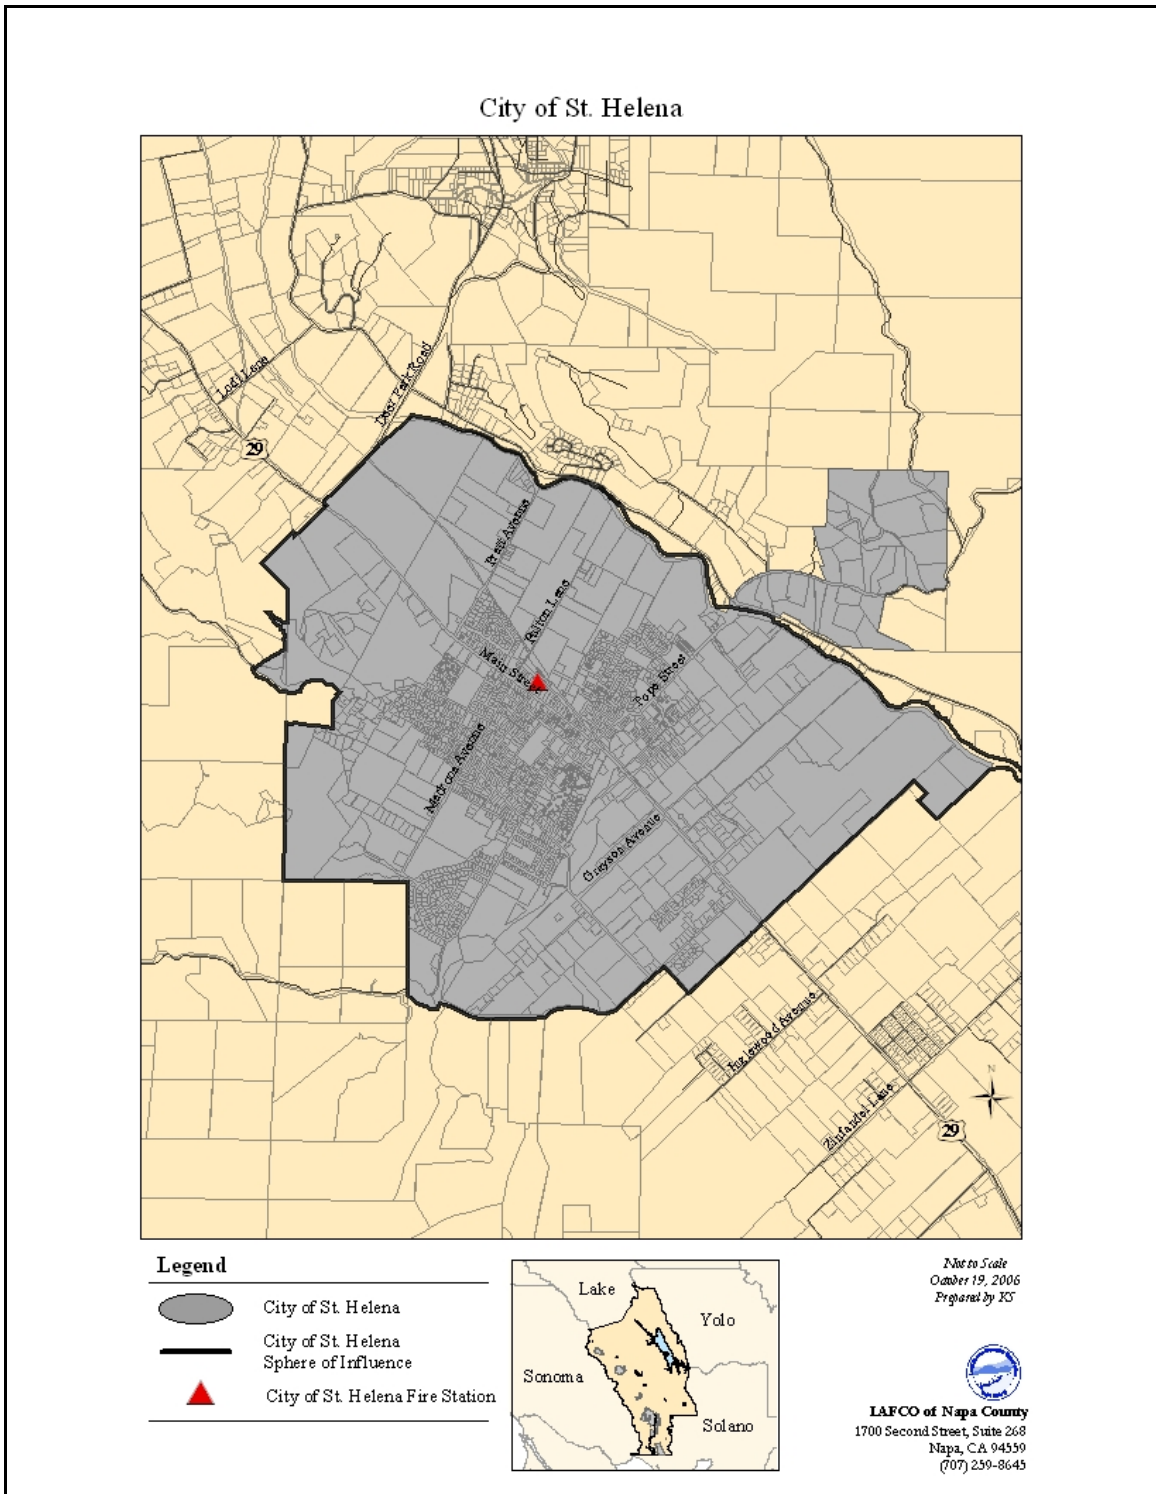 City of St. Helena
Lodi Lane
Deer Park Road
29
Pratt Avenue
Fulton Lane
Main Street
Pope Street
Madrona Avenue
Grayson Avenue
Inglewood Avenue
Zinfandel Lane
N
29
Legend
City of St. Helena
City of St. Helena
Sphere of Influence
City of St. Helena Fire Station
Lake
Yolo
Sonoma
Solano
Not to Scale
October 19, 2006
Prepared by KS
LAFCO of Napa County
1700 Second Street, Suite 268
Napa, CA 94559
(707) 259-8645